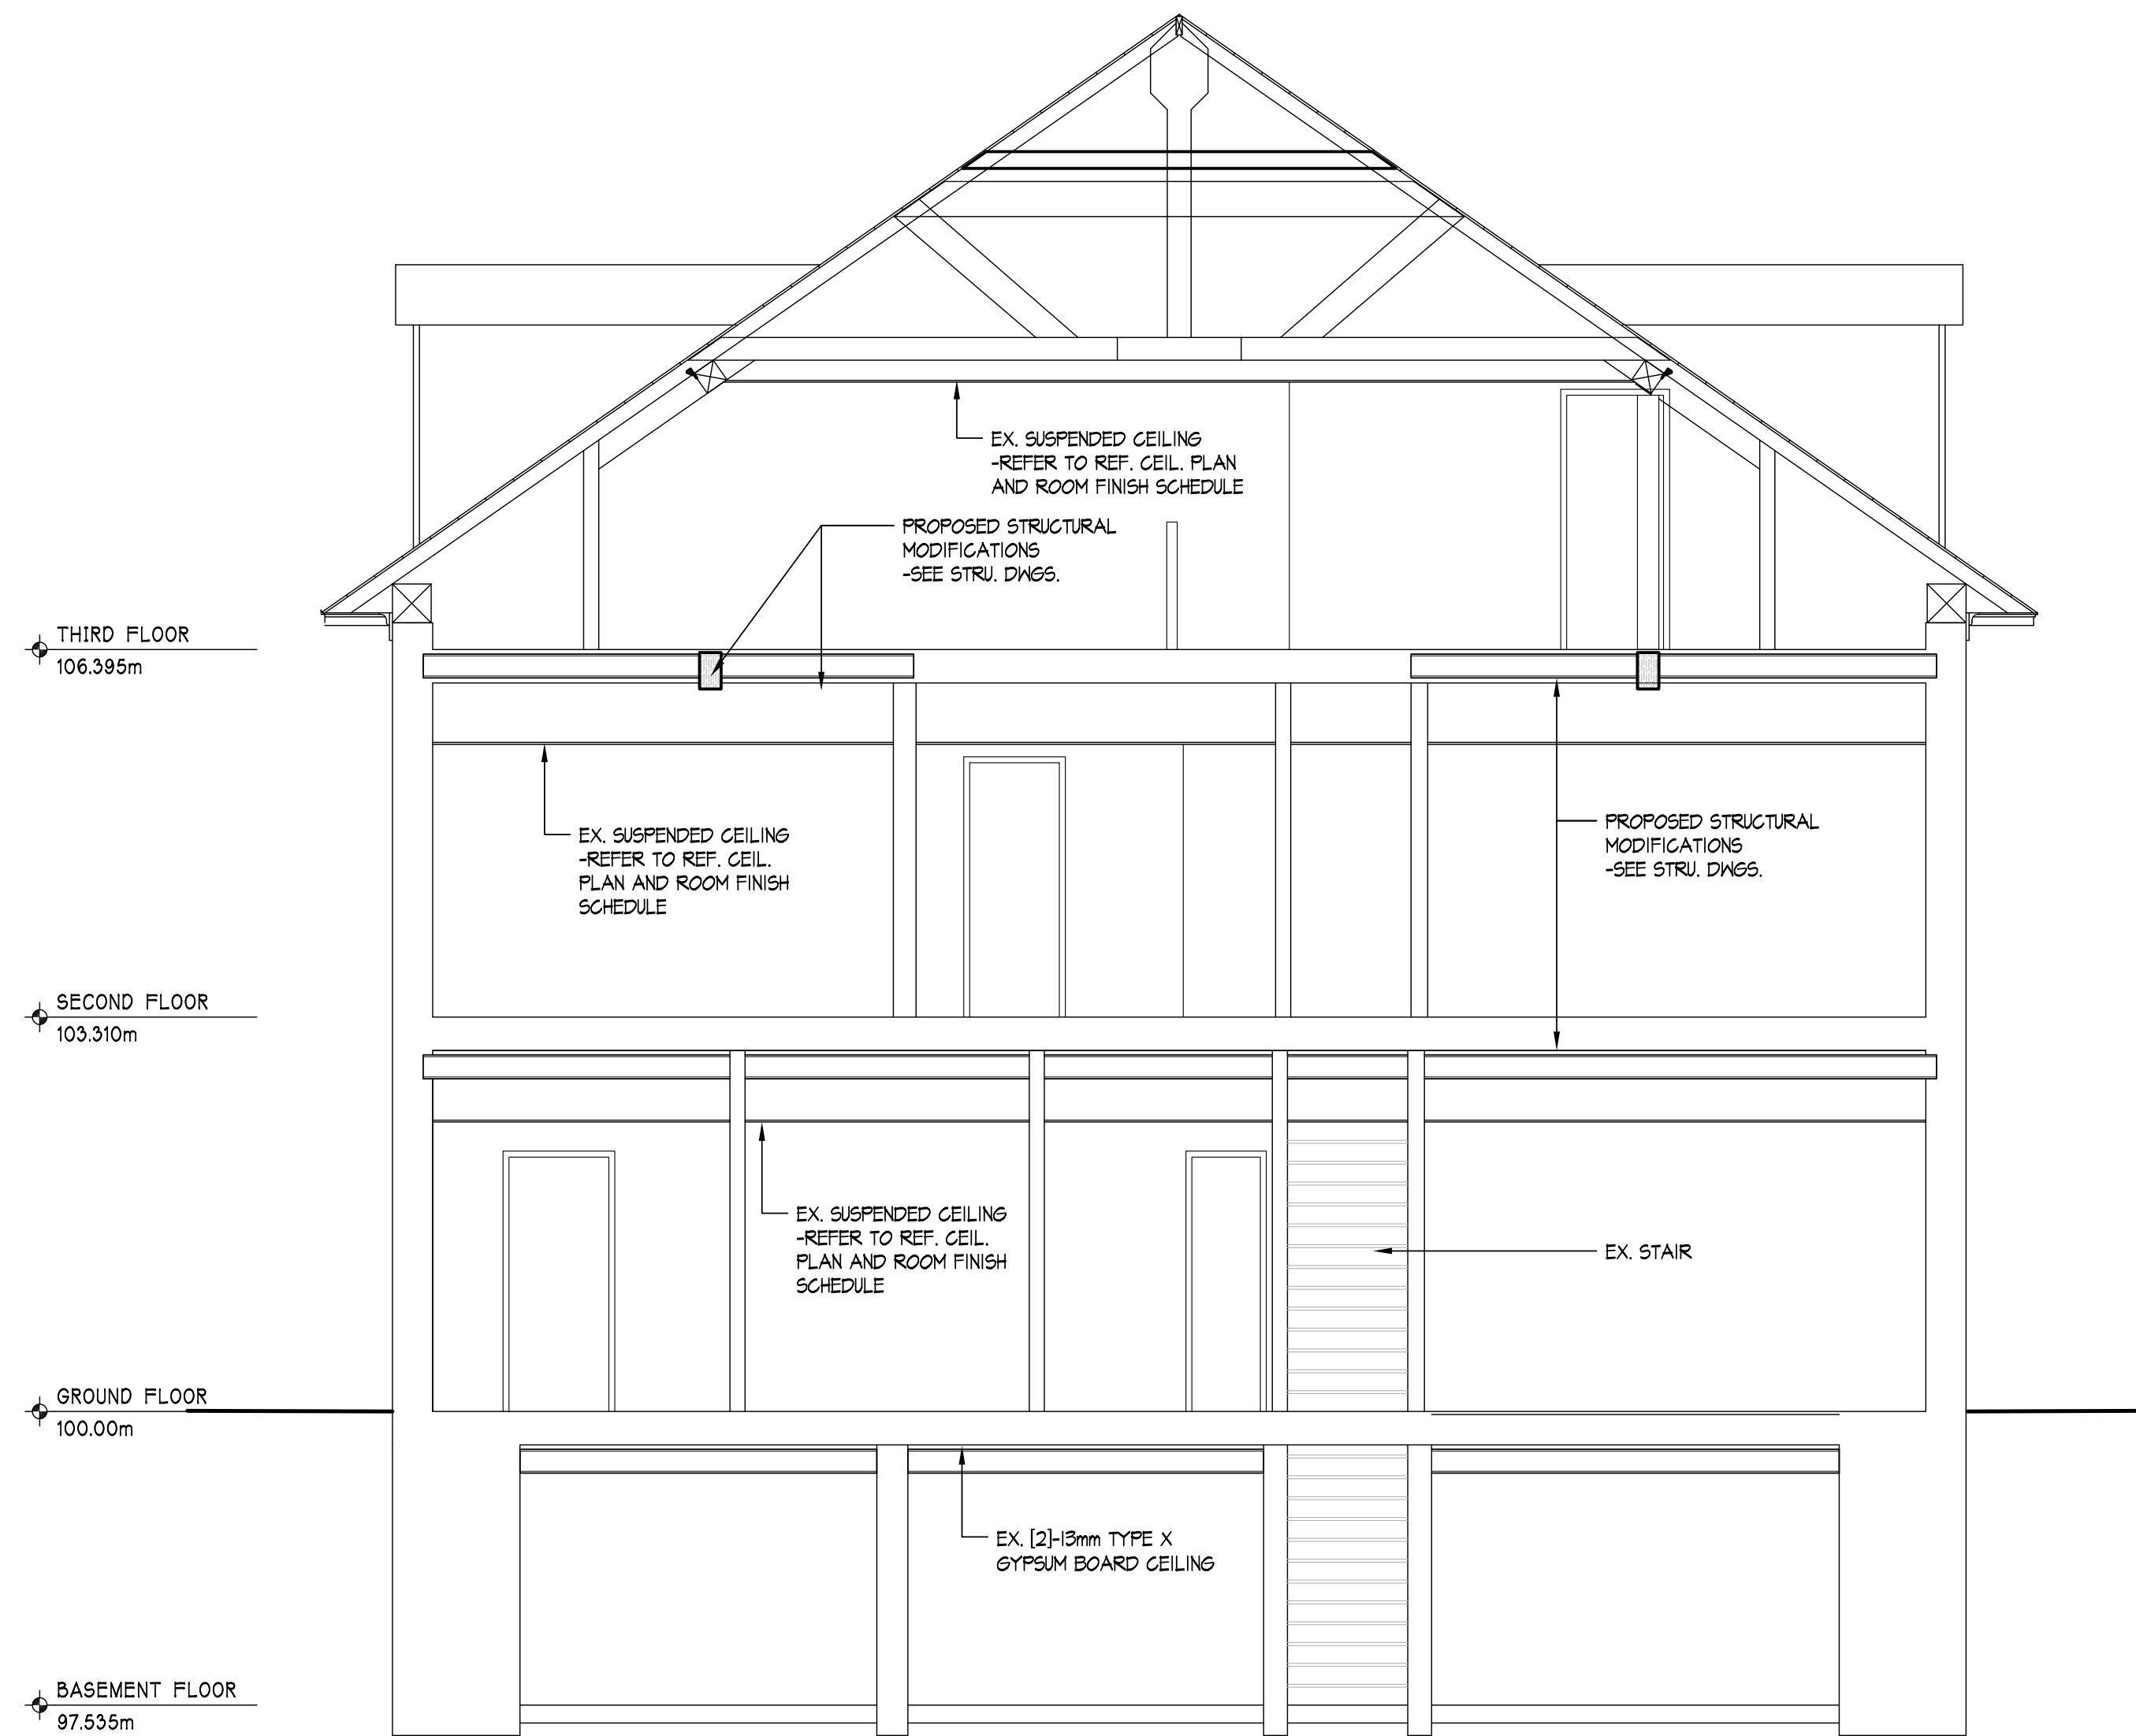 EX. SUSPENDED CEILING
-REFER TO REF. CEIL. PLAN
AND ROOM FINISH SCHEDULE
PROPOSED STRUCTURAL
MODIFICATIONS
-SEE STRU. DWGS.
THIRD FLOOR
106.395m
EX. SUSPENDED CEILING
-REFER TO REF. CEIL.
PLAN AND ROOM FINISH
SCHEDULE
PROPOSED STRUCTURAL
MODIFICATIONS
-SEE STRU. DWGS.
SECOND FLOOR
103.310m
EX. SUSPENDED CEILING
-REFER TO REF. CEIL.
PLAN AND ROOM FINISH
SCHEDULE
EX. STAIR
GROUND FLOOR
100.00m
EX. [2]-13mm TYPE X
GYPSUM BOARD CEILING
BASEMENT FLOOR
97.535m